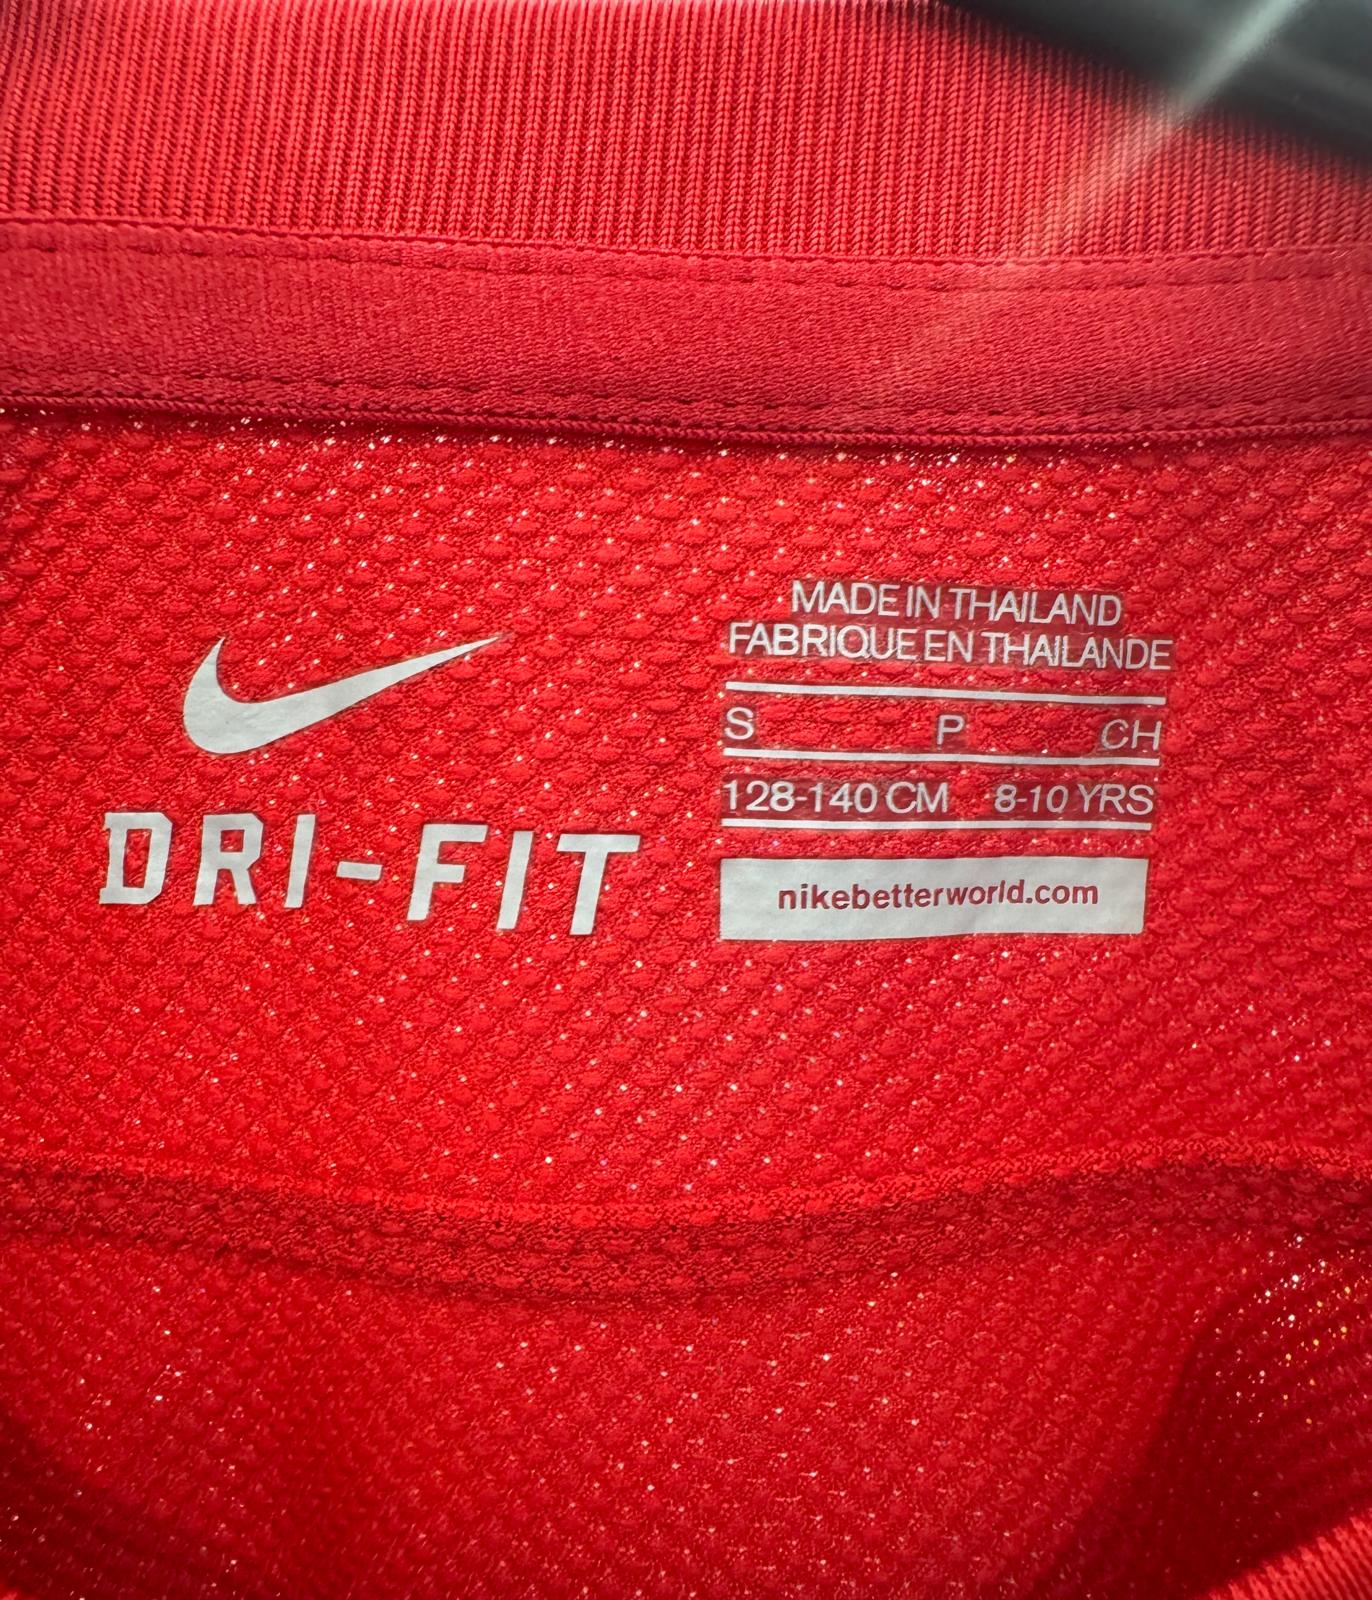 DRI-FIT
MADE IN THAILAND
FABRIQUE EN THAILANDE
S P CH
128-140 CM 8-10 YRS
nikebetterworld.com